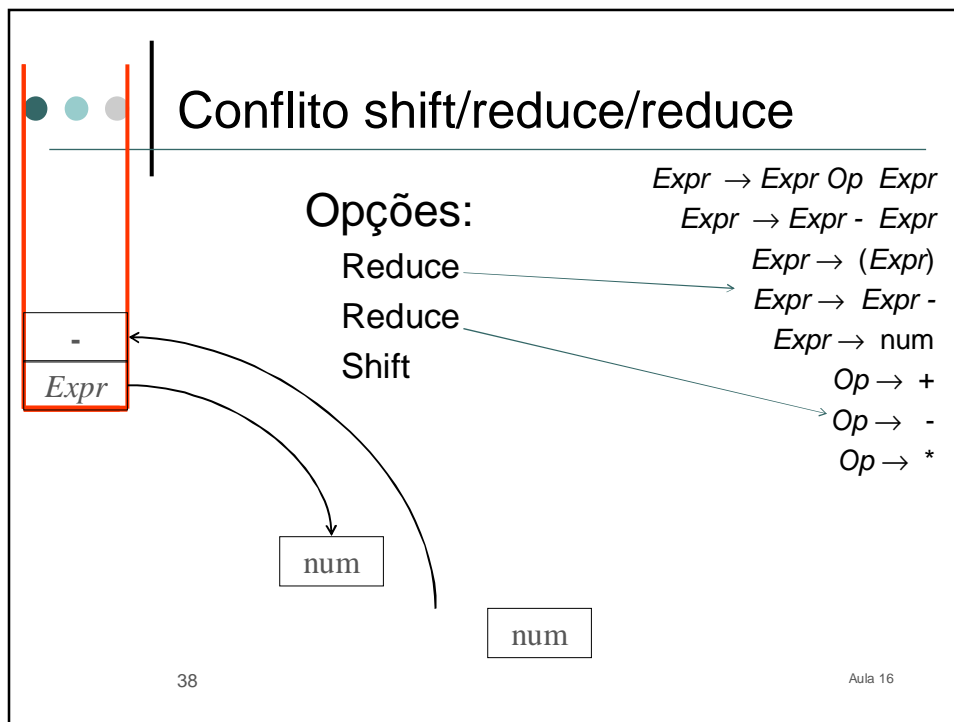 Conflito shift/reduce/reduce
Opções:
Reduce
Reduce
Shift
Expr → Expr Op Expr
Expr → Expr - Expr
Expr → (Expr)
Expr → Expr -
Expr → num
Op → +
Op → -
Op → *
-
Expr
num
num
38
Aula 16